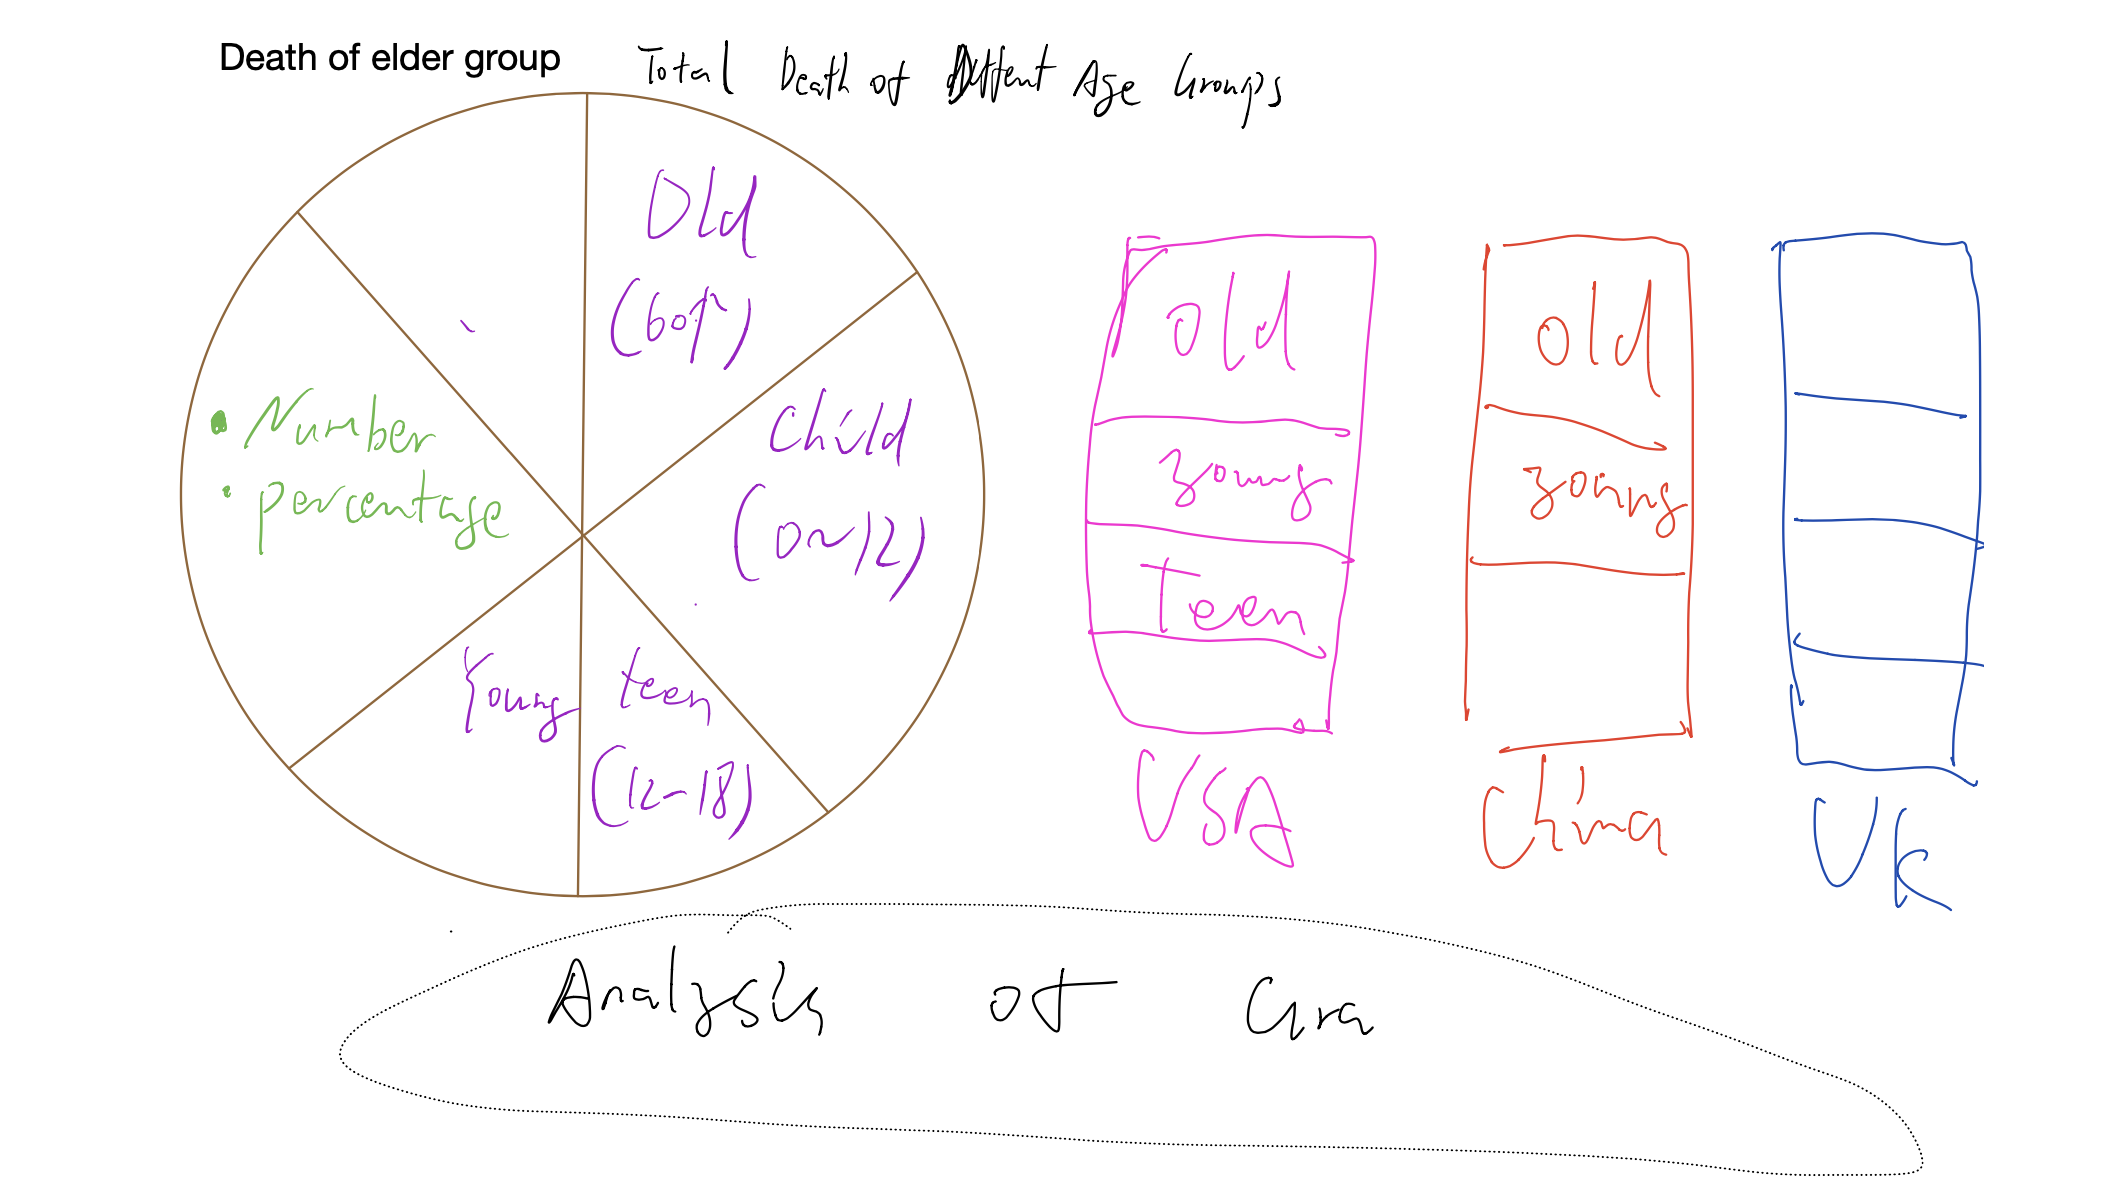 Death of elder group
Total Death of Different Age Groups
Old
(60↑)
Child
(0~12)
teen
(12-18)
Young
• Number
• percentage
old
young
Teen
USA
old
young
China
UK
Analysis of Gra